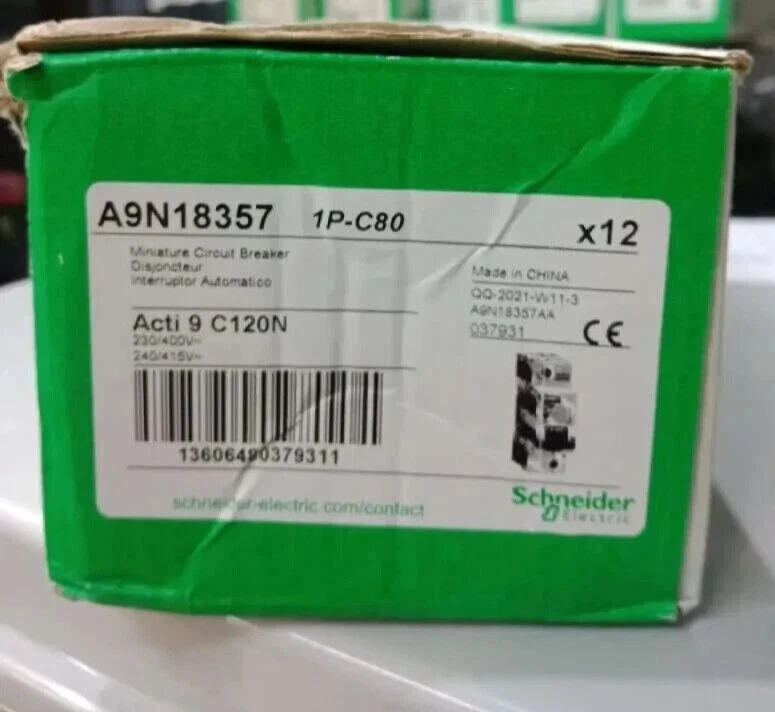 A9N18357 1P-C80
x12
Miniature Circuit Breaker
Disjoncteur
Interruptor Automatico
Made in CHINA
QQ-2021-W11-3
A9N18357AA
037931
CE
Acti 9 C120N
230/400V~
240/415V~
13606490379311
schneider-electric.com/contact
Schneider
Electric